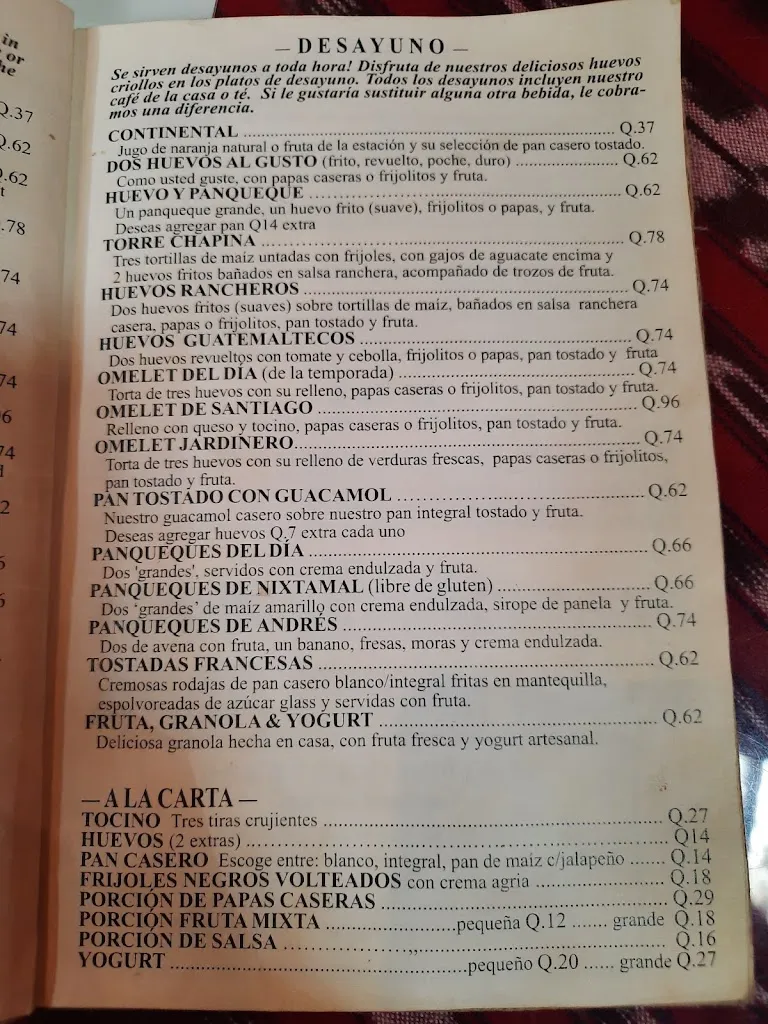 in
or
he
Q.37
Q.62
Q.62
t
.78
74
74
74
96
74
d
2
6
6
— DESAYUNO —
Se sirven desayunos a toda hora! Disfruta de nuestros deliciosos huevos
criollos en los platos de desayuno. Todos los desayunos incluyen nuestro
café de la casa o té. Si le gustaría sustituir alguna otra bebida, le cobra-
mos una diferencia.
CONTINENTAL ........ Q.37
Jugo de naranja natural o fruta de la estación y su selección de pan casero tostado.
DOS HUEVOS AL GUSTO (frito, revuelto, poche, duro) ........ Q.62
Como usted guste, con papas caseras o frijolitos y fruta.
HUEVO Y PANQUEQUE ........ Q.62
Un panqueque grande, un huevo frito (suave), frijolitos o papas, y fruta.
Deseas agregar pan Q14 extra
TORRE CHAPINA ........ Q.78
Tres tortillas de maíz untadas con frijoles, con gajos de aguacate encima y
2 huevos fritos bañados en salsa ranchera, acompañado de trozos de fruta.
HUEVOS RANCHEROS ........ Q.74
Dos huevos fritos (suaves) sobre tortillas de maíz, bañados en salsa ranchera
casera, papas o frijolitos, pan tostado y fruta.
HUEVOS GUATEMALTECOS ........ Q.74
Dos huevos revueltos con tomate y cebolla, frijolitos o papas, pan tostado y fruta
OMELET DEL DÍA (de la temporada) ........ Q.74
Torta de tres huevos con su relleno, papas caseras o frijolitos, pan tostado y fruta.
OMELET DE SANTIAGO ........ Q.96
Relleno con queso y tocino, papas caseras o frijolitos, pan tostado y fruta.
OMELET JARDINERO ........ Q.74
Torta de tres huevos con su relleno de verduras frescas, papas caseras o frijolitos,
pan tostado y fruta.
PAN TOSTADO CON GUACAMOL ........ Q.62
Nuestro guacamol casero sobre nuestro pan integral tostado y fruta.
Deseas agregar huevos Q.7 extra cada uno
PANQUEQUES DEL DÍA ........ Q.66
Dos 'grandes', servidos con crema endulzada y fruta.
PANQUEQUES DE NIXTAMAL (libre de gluten) ........ Q.66
Dos ‘grandes’ de maíz amarillo con crema endulzada, sirope de panela y fruta.
PANQUEQUES DE ANDRÉS ........ Q.74
Dos de avena con fruta, un banano, fresas, moras y crema endulzada.
TOSTADAS FRANCESAS ........ Q.62
Cremosas rodajas de pan casero blanco/integral fritas en mantequilla,
espolvoreadas de azúcar glass y servidas con fruta.
FRUTA, GRANOLA & YOGURT ........ Q.62
Deliciosa granola hecha en casa, con fruta fresca y yogurt artesanal.
— A LA CARTA —
TOCINO Tres tiras crujientes ........ Q.27
HUEVOS (2 extras) ........ Q14
PAN CASERO Escoge entre: blanco, integral, pan de maiz c/jalapeño ....... Q.14
FRIJOLES NEGROS VOLTEADOS con crema agria ........ Q.18
PORCIÓN DE PAPAS CASERAS ........ Q.29
PORCIÓN FRUTA MIXTA ........ pequeña Q.12 ....... grande Q.18
PORCIÓN DE SALSA ........ Q.16
YOGURT ........ pequeño Q.20 ...... grande Q.27